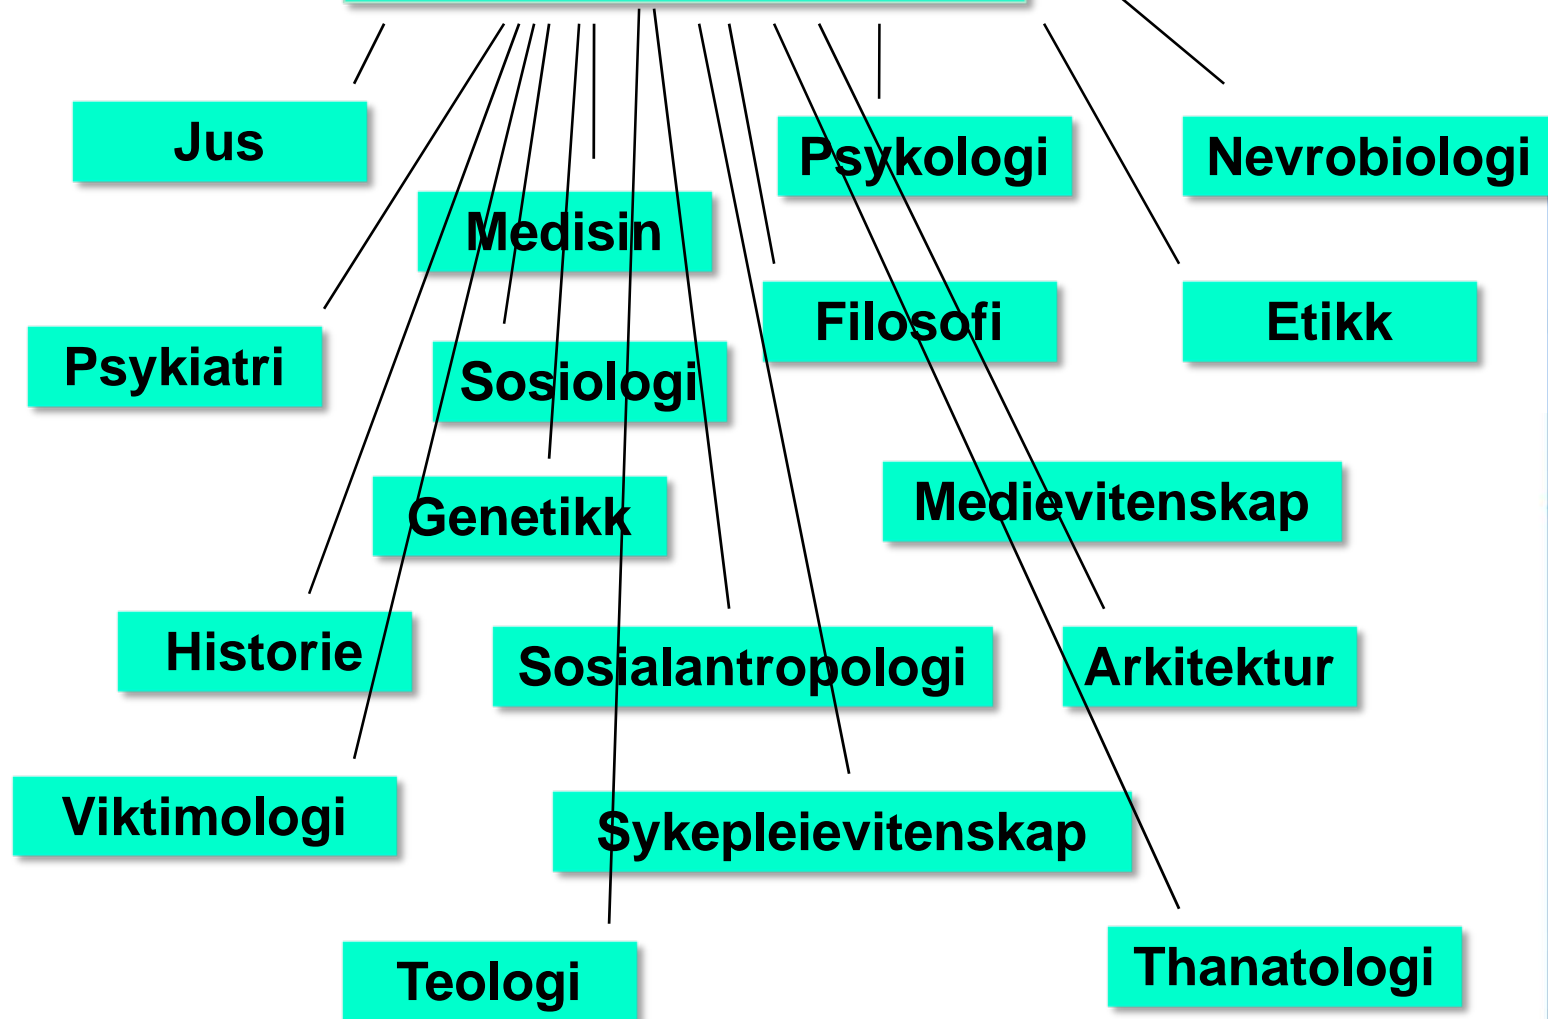 Jus
Psykologi
Nevrobiologi
Medisin
Filosofi
Etikk
Psykiatri
Sosiologi
Medievitenskap
Genetikk
Historie
Sosialantropologi
Arkitektur
Viktimologi
Sykepleievitenskap
Teologi
Thanatologi